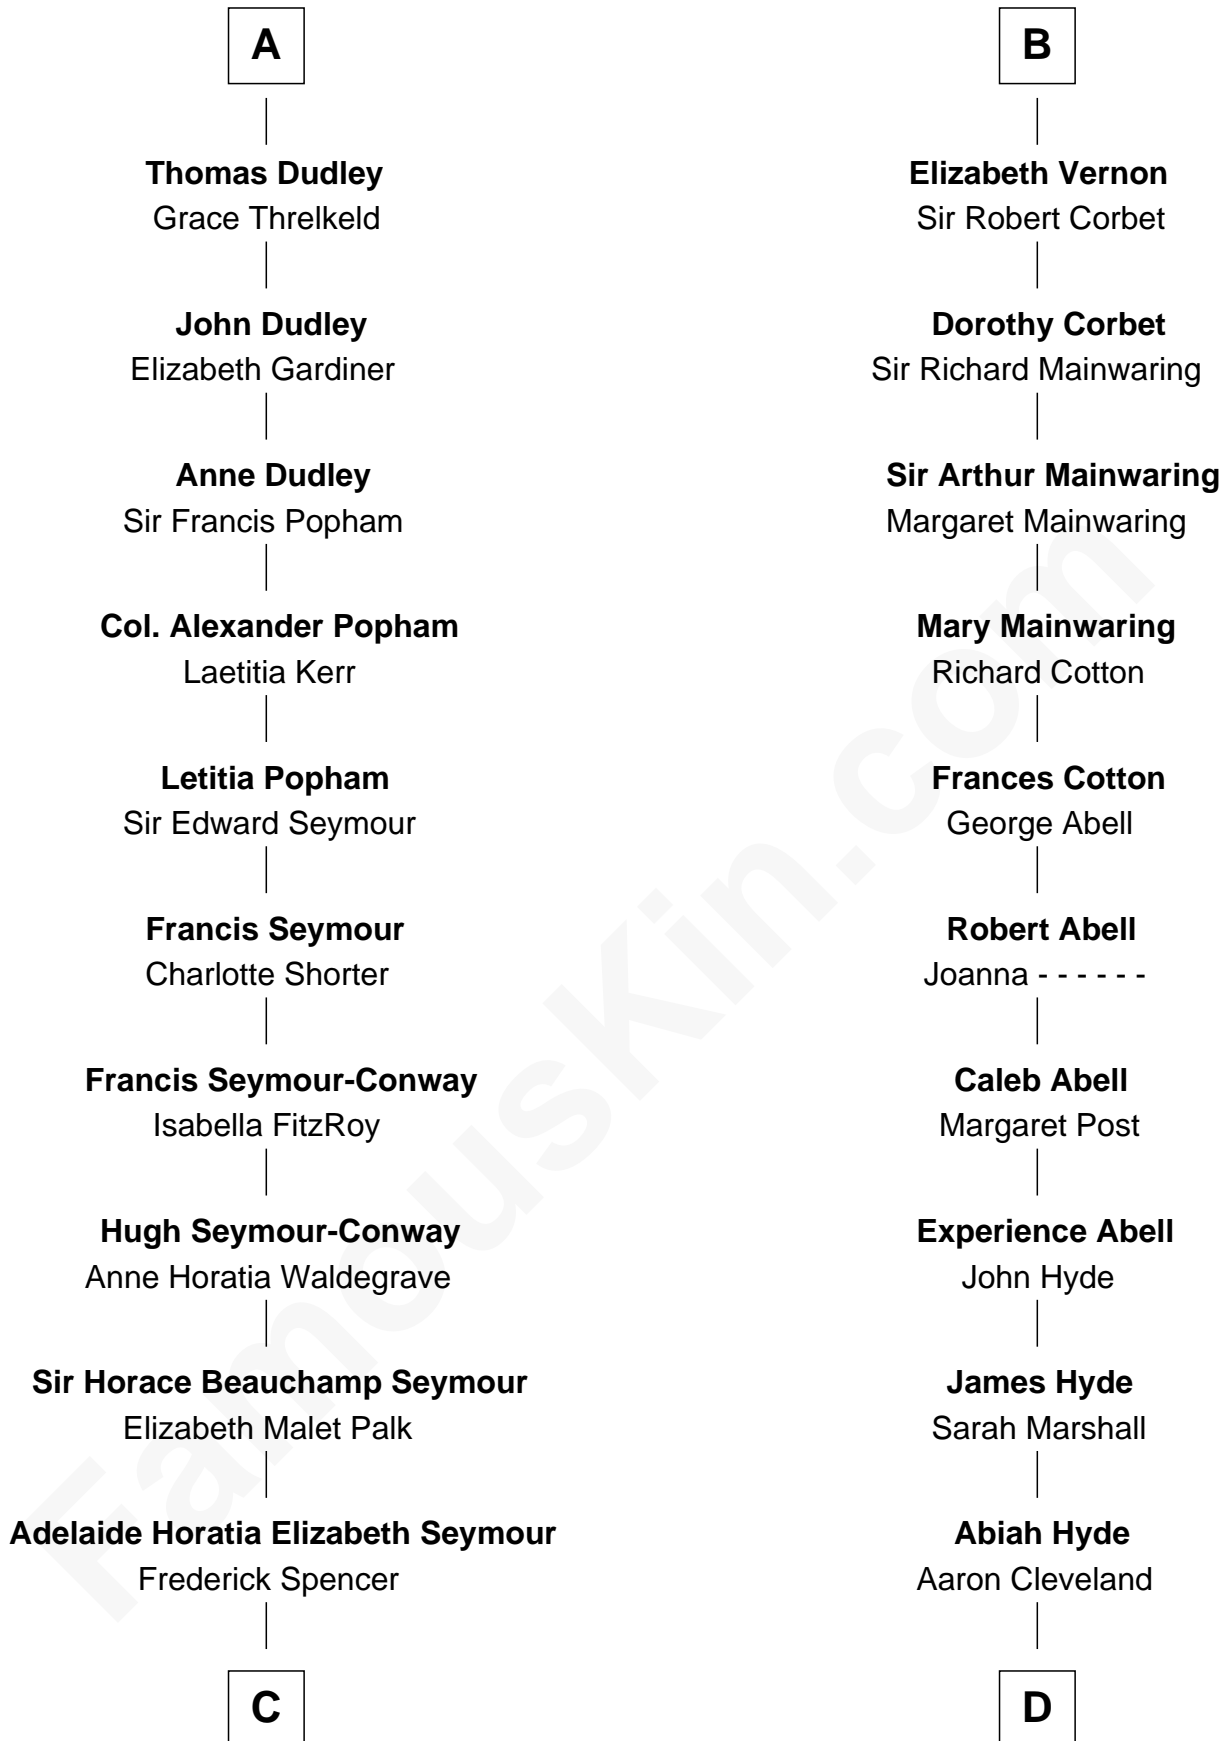 A
Thomas Dudley
Grace Threlkeld
John Dudley
Elizabeth Gardiner
Anne Dudley
Sir Francis Popham
Col. Alexander Popham
Laetitia Kerr
Letitia Popham
Sir Edward Seymour
Francis Seymour
Charlotte Shorter
Francis Seymour-Conway
Isabella FitzRoy
Hugh Seymour-Conway
Anne Horatia Waldegrave
Sir Horace Beauchamp Seymour
Elizabeth Malet Palk
Adelaide Horatia Elizabeth Seymour
Frederick Spencer
C
B
Elizabeth Vernon
Sir Robert Corbet
Dorothy Corbet
Sir Richard Mainwaring
Sir Arthur Mainwaring
Margaret Mainwaring
Mary Mainwaring
Richard Cotton
Frances Cotton
George Abell
Robert Abell
Joanna - - - - - -
Caleb Abell
Margaret Post
Experience Abell
John Hyde
James Hyde
Sarah Marshall
Abiah Hyde
Aaron Cleveland
D
FamousKin.com